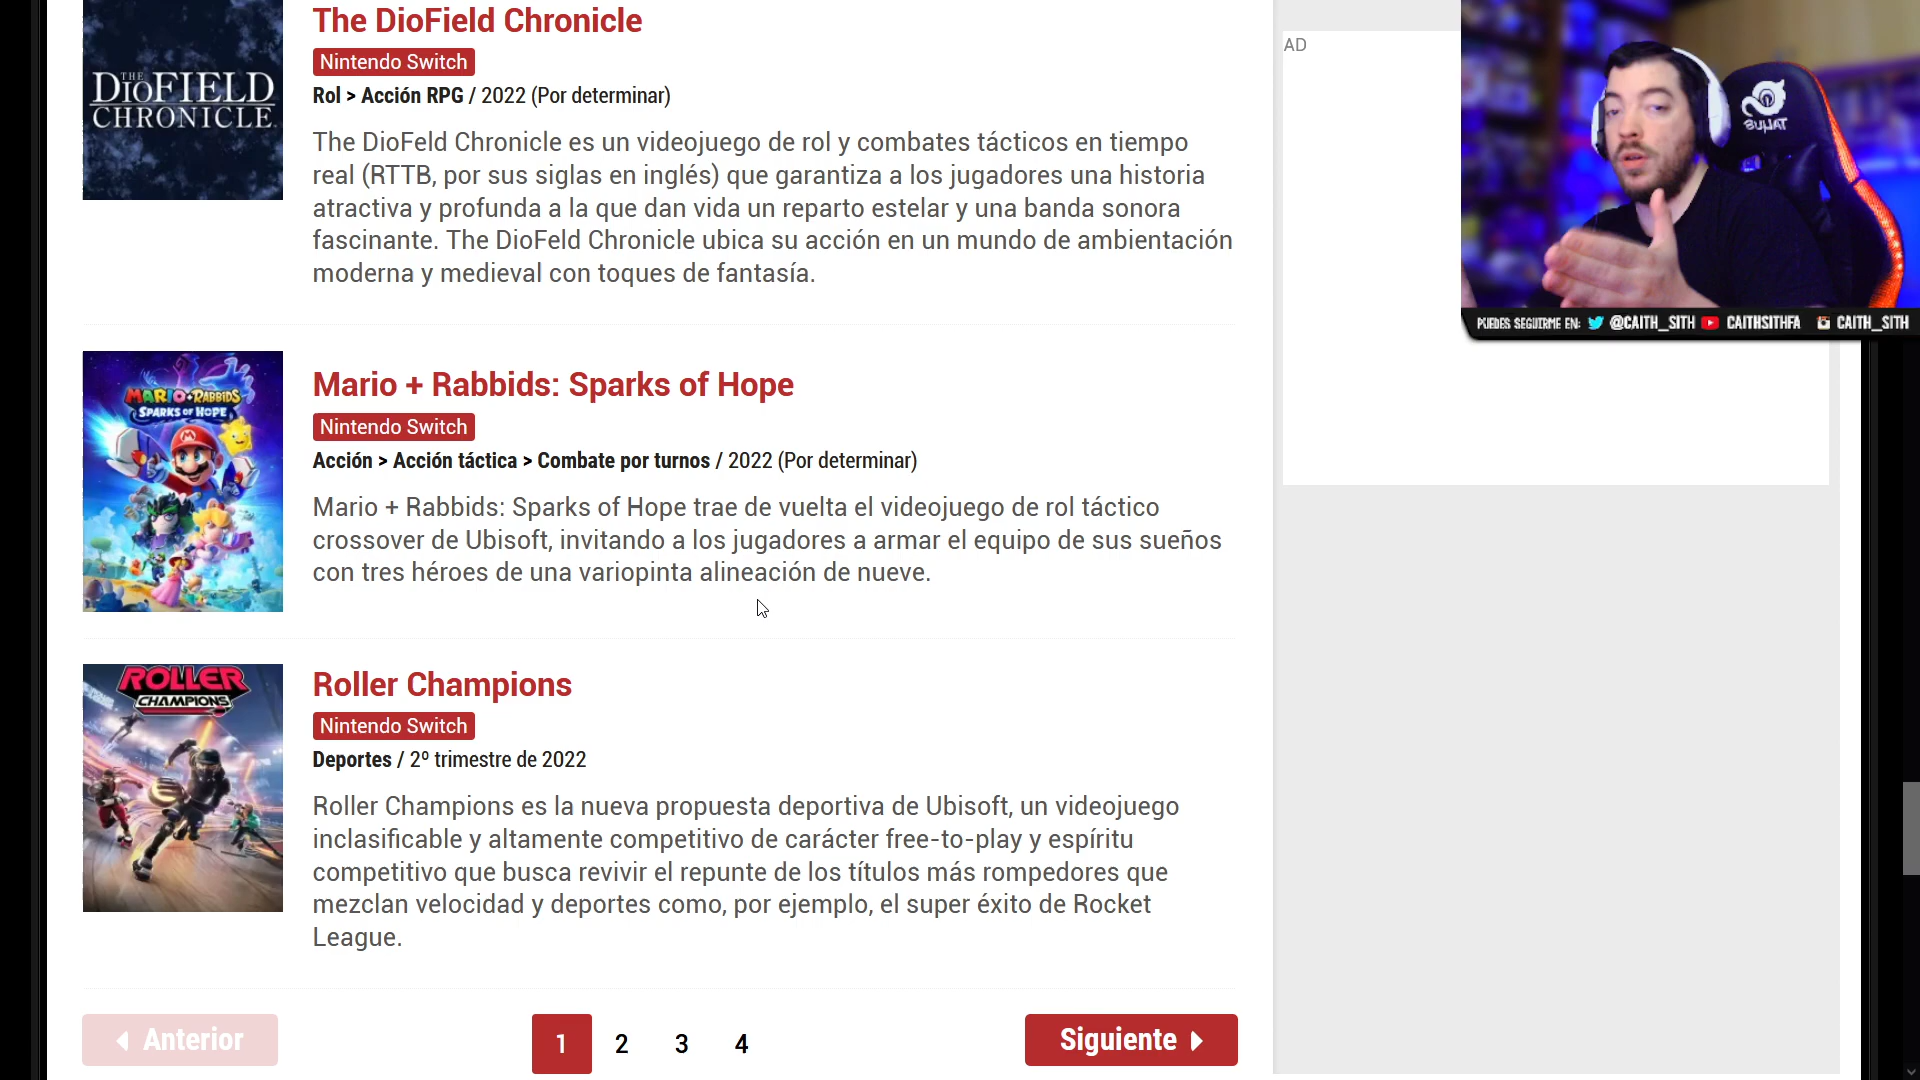 The DioField Chronicle
Nintendo Switch
Rol > Acción RPG / 2022 (Por determinar)
The DioFeld Chronicle es un videojuego de rol y combates tácticos en tiempo
real (RTTB, por sus siglas en inglés) que garantiza a los jugadores una historia
atractiva y profunda a la que dan vida un reparto estelar y una banda sonora
fascinante. The DioFeld Chronicle ubica su acción en un mundo de ambientación
moderna y medieval con toques de fantasía.
THE
DIOFIELD
CHRONICLE
AD
SUHAT
PUEDES SEGUIRME EN: @CAITH_SITH CAITHSITHFA CAITH_SITH
MARIO + RABBIDS
SPARKS OF HOPE
Mario + Rabbids: Sparks of Hope
Nintendo Switch
Acción > Acción táctica > Combate por turnos / 2022 (Por determinar)
Mario + Rabbids: Sparks of Hope trae de vuelta el videojuego de rol táctico
crossover de Ubisoft, invitando a los jugadores a armar el equipo de sus sueños
con tres héroes de una variopinta alineación de nueve.
ROLLER
CHAMPIONS
Roller Champions
Nintendo Switch
Deportes / 2º trimestre de 2022
Roller Champions es la nueva propuesta deportiva de Ubisoft, un videojuego
inclasificable y altamente competitivo de carácter free-to-play y espíritu
competitivo que busca revivir el repunte de los títulos más rompedores que
mezclan velocidad y deportes como, por ejemplo, el super éxito de Rocket
League.
Anterior 1 2 3 4 Siguiente